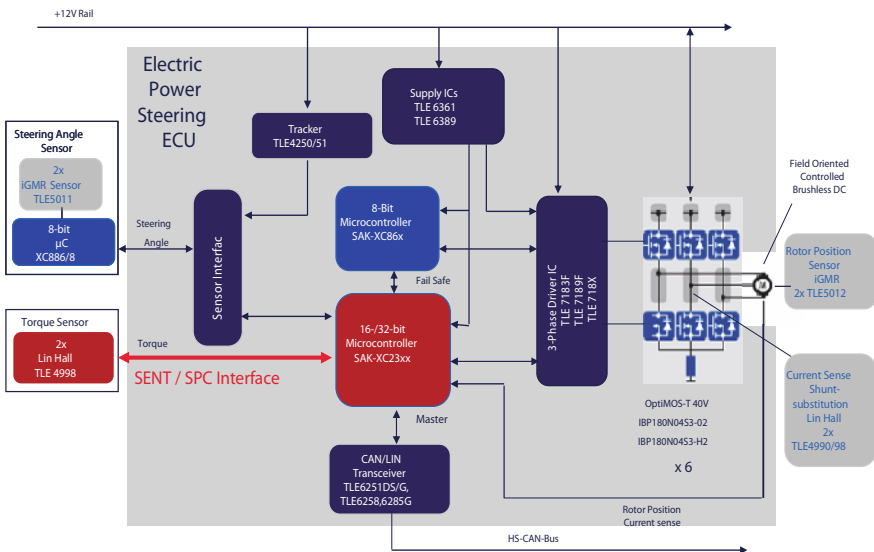 +12V Rail
Electric
Power
Steering
ECU
Supply ICs
TLE 6361
TLE 6389
Tracker
TLE4250/51
Steering Angle
Sensor
2x
iGMR Sensor
TLE5011
8-bit
µC
XC886/8
Steering
Angle
Sensor Interfac
8-Bit
Microcontroller
SAK-XC86x
Fail Safe
16-/32-bit
Microcontroller
SAK-XC23xx
Torque Sensor
2x
Lin Hall
TLE 4998
Torque
SENT / SPC Interface
Master
CAN/LIN
Transceiver
TLE6251DS/G,
TLE6258,6285G
3-Phase Driver IC
TLE 7183F
TLE 7189F
TLE 718X
Field Oriented
Controlled
Brushless DC
M
Rotor Position
Sensor
iGMR
2x TLE5012
Current Sense
Shunt-
substitution
Lin Hall
2x
TLE4990/98
OptiMOS-T 40V
IBP180N04S3-02
IBP180N04S3-H2
x 6
Rotor Position
Current sense
HS-CAN-Bus